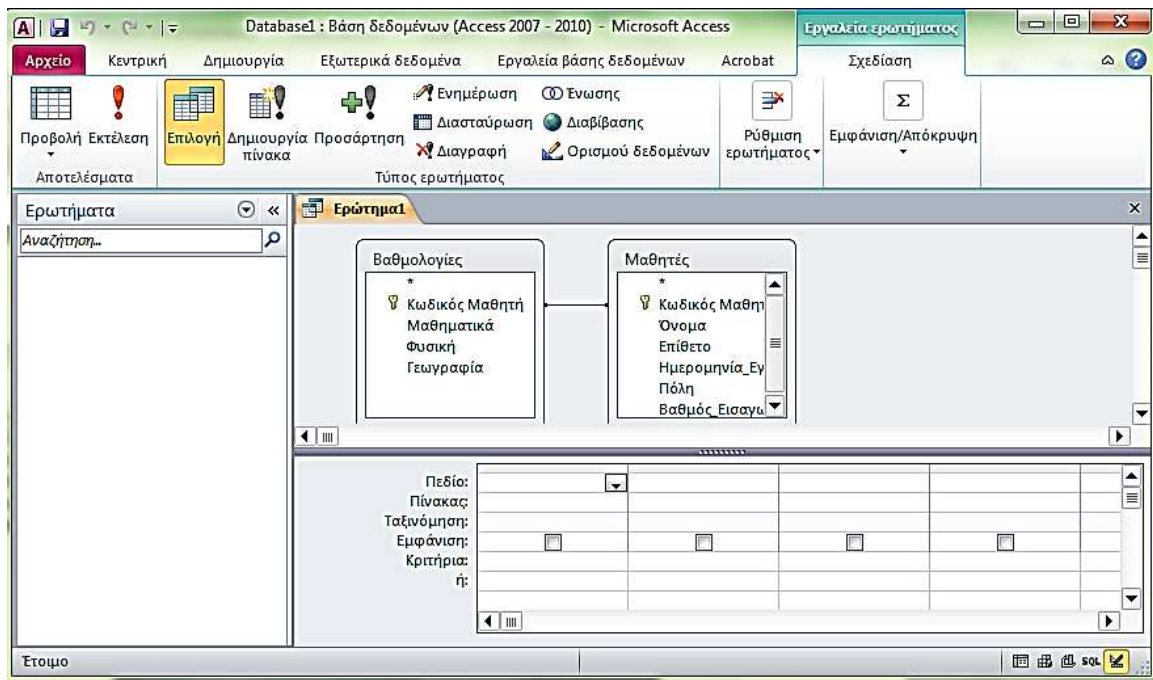 Database1 : Βάση δεδομένων (Access 2007 - 2010) - Microsoft Access
Εργαλεία ερωτήματος
Αρχείο Κεντρική Δημιουργία Εξωτερικά δεδομένα Εργαλεία βάσης δεδομένων Acrobat Σχεδίαση
Προβολή Εκτέλεση Επιλογή Δημιουργία πίνακα Προσάρτηση
Ενημέρωση Ένωσης
Διασταύρωση Διαβίβασης
Διαγραφή Ορισμού δεδομένων
Ρύθμιση ερωτήματος
Σ
Εμφάνιση/Απόκρυψη
Αποτελέσματα Τύπος ερωτήματος
Ερωτήματα
Αναζήτηση...
Ερώτημα1
Βαθμολογίες
*
Κωδικός Μαθητή
Μαθηματικά
Φυσική
Γεωγραφία
Μαθητές
*
Κωδικός Μαθητ
Όνομα
Επίθετο
Ημερομηνία_Εγ
Πόλη
Βαθμός_Εισαγω
Πεδίο:
Πίνακας:
Ταξινόμηση:
Εμφάνιση:
Κριτήρια:
ή:
Έτοιμο
SQL